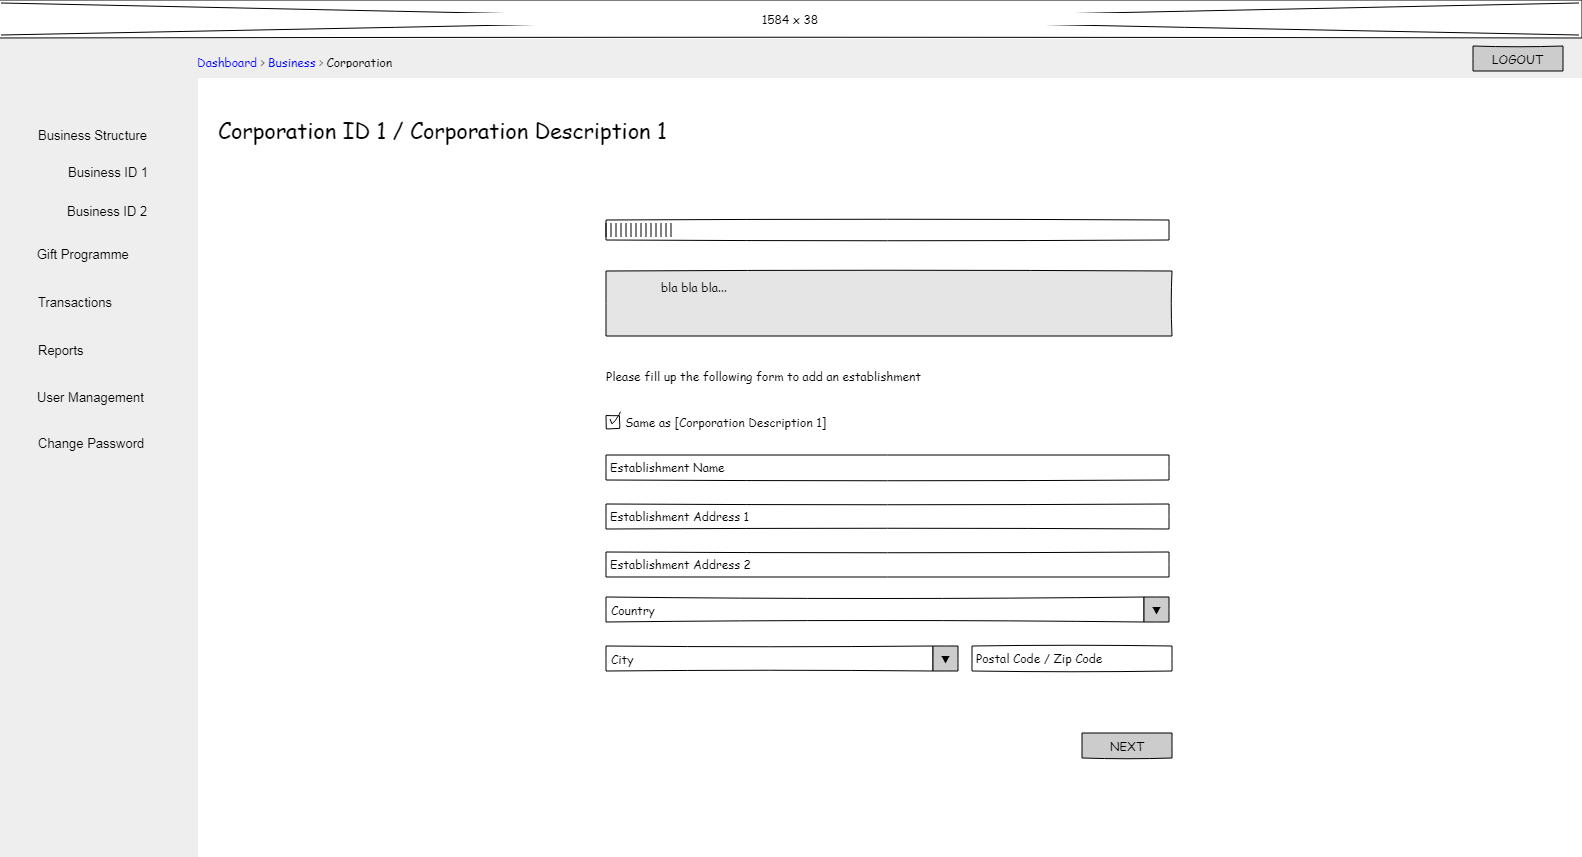 1584 x 38
Dashboard > Business > Corporation
LOGOUT
Corporation ID 1 / Corporation Description 1
Business Structure
Business ID 1
Business ID 2
Gift Programme
Transactions
Reports
User Management
Change Password
bla bla bla...
Please fill up the following form to add an establishment
Same as [Corporation Description 1]
Establishment Name
Establishment Address 1
Establishment Address 2
Country
City
Postal Code / Zip Code
NEXT